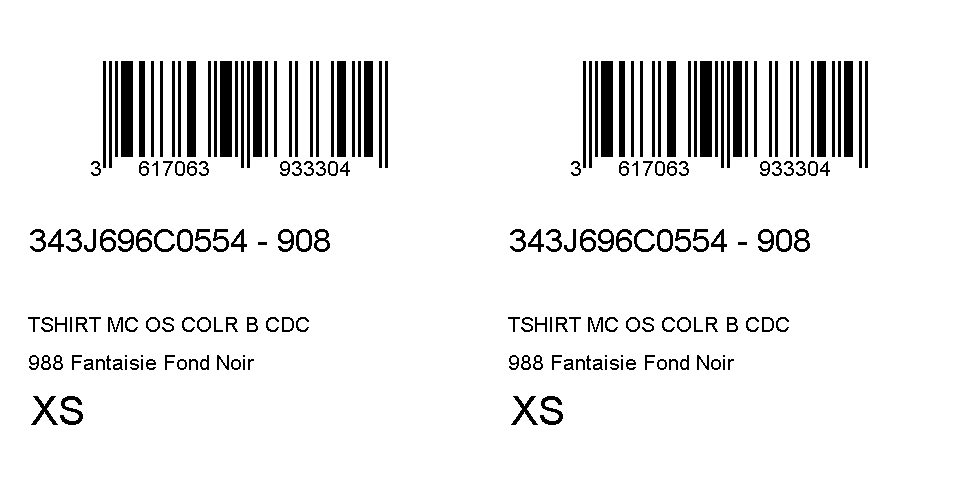 3 617063 933304
343J696C0554 - 908
TSHIRT MC OS COLR B CDC
988 Fantaisie Fond Noir
XS
3 617063 933304
343J696C0554 - 908
TSHIRT MC OS COLR B CDC
988 Fantaisie Fond Noir
XS